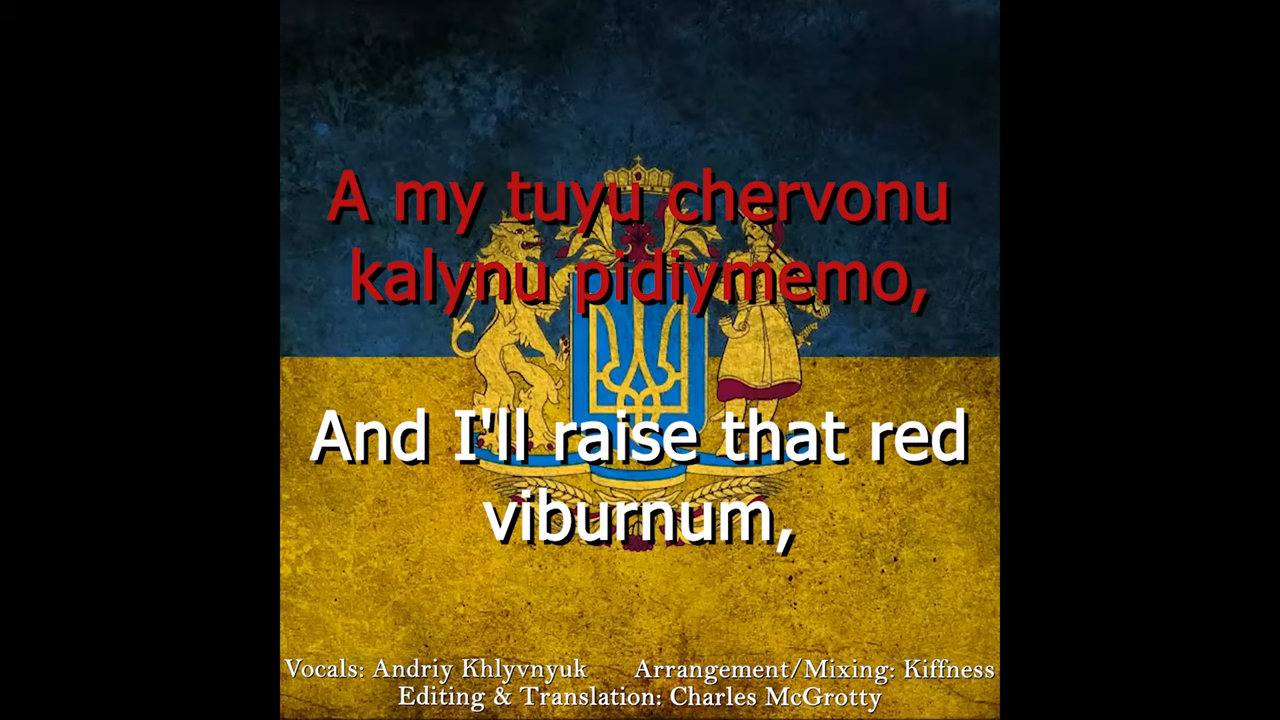 A my tuyu chervonu
kalynu pidiymemo,
And I'll raise that red
viburnum,
Vocals: Andriy Khlyvnyuk Arrangement/Mixing: Kiffness
Editing & Translation: Charles McGrotty